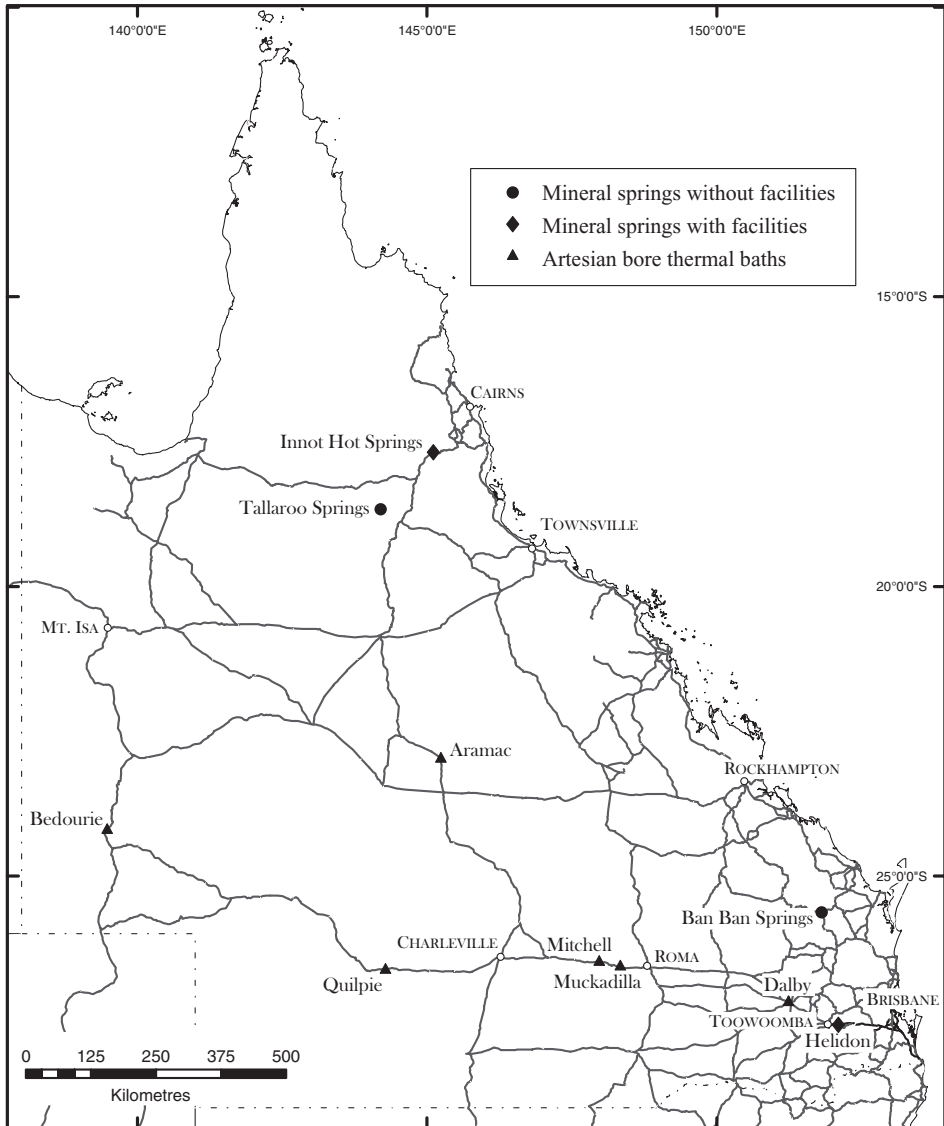 140°0'0"E 145°0'0"E 150°0'0"E
Mineral springs without facilities
Mineral springs with facilities
Artesian bore thermal baths
15°0'0"S
CAIRNS
Innot Hot Springs
Tallaroo Springs
TOWNSVILLE
20°0'0"S
MT. ISA
Aramac
ROCKHAMPTON
Bedourie
25°0'0"S
Ban Ban Springs
CHARLEVILLE
Mitchell
ROMA
Quilpie
Muckadilla
Dalby
BRISBANE
TOOWOOMBA
Helidon
0 125 250 375 500
Kilometres